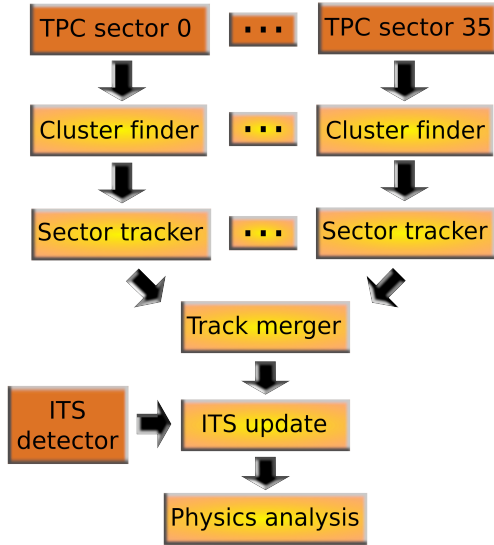 TPC sector 0
...
TPC sector 35
Cluster finder
...
Cluster finder
Sector tracker
...
Sector tracker
Track merger
ITS
detector
ITS update
Physics analysis